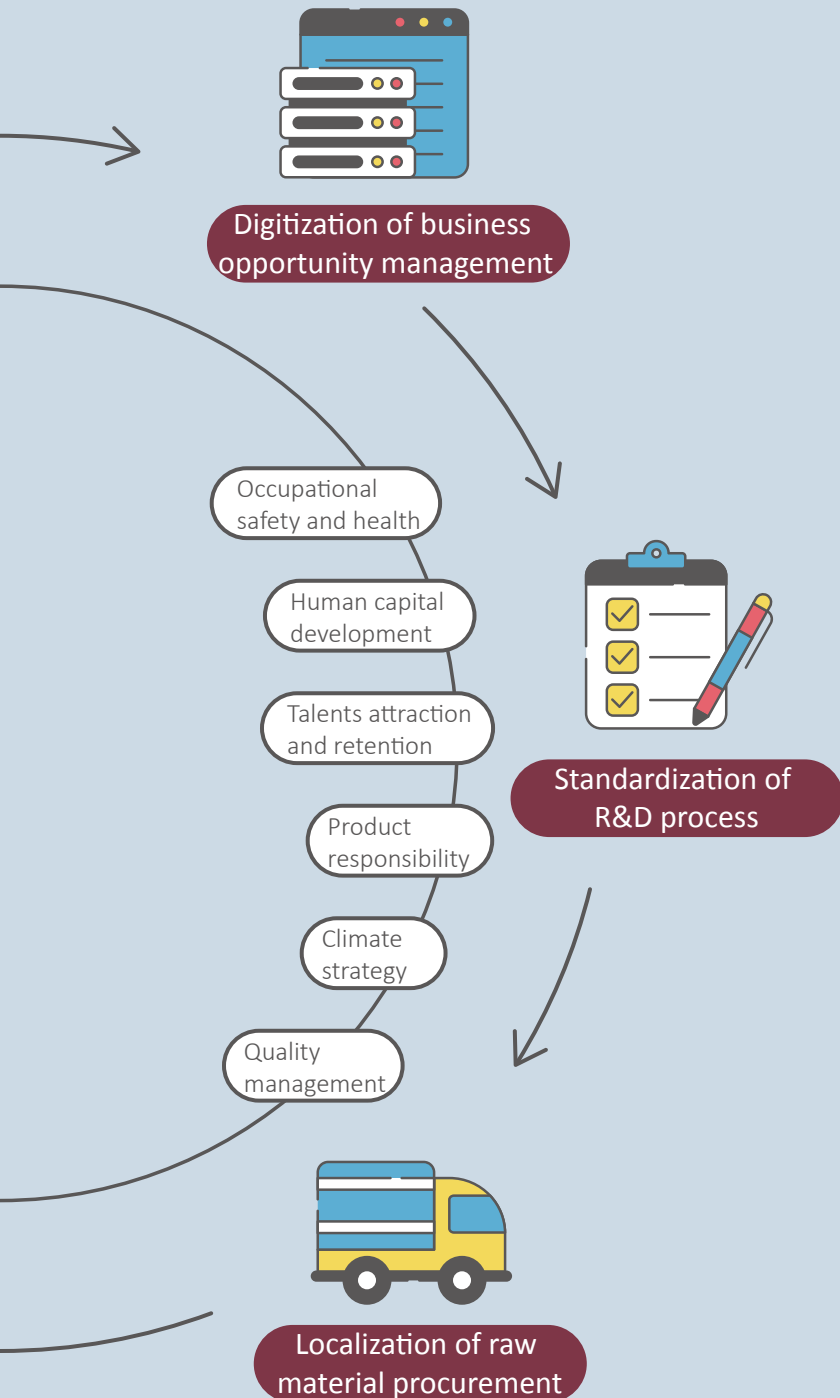 Digitization of business
opportunity management
Occupational
safety and health
Human capital
development
Talents attraction
and retention
Standardization of
R&D process
Product
responsibility
Climate
strategy
Quality
management
Localization of raw
material procurement